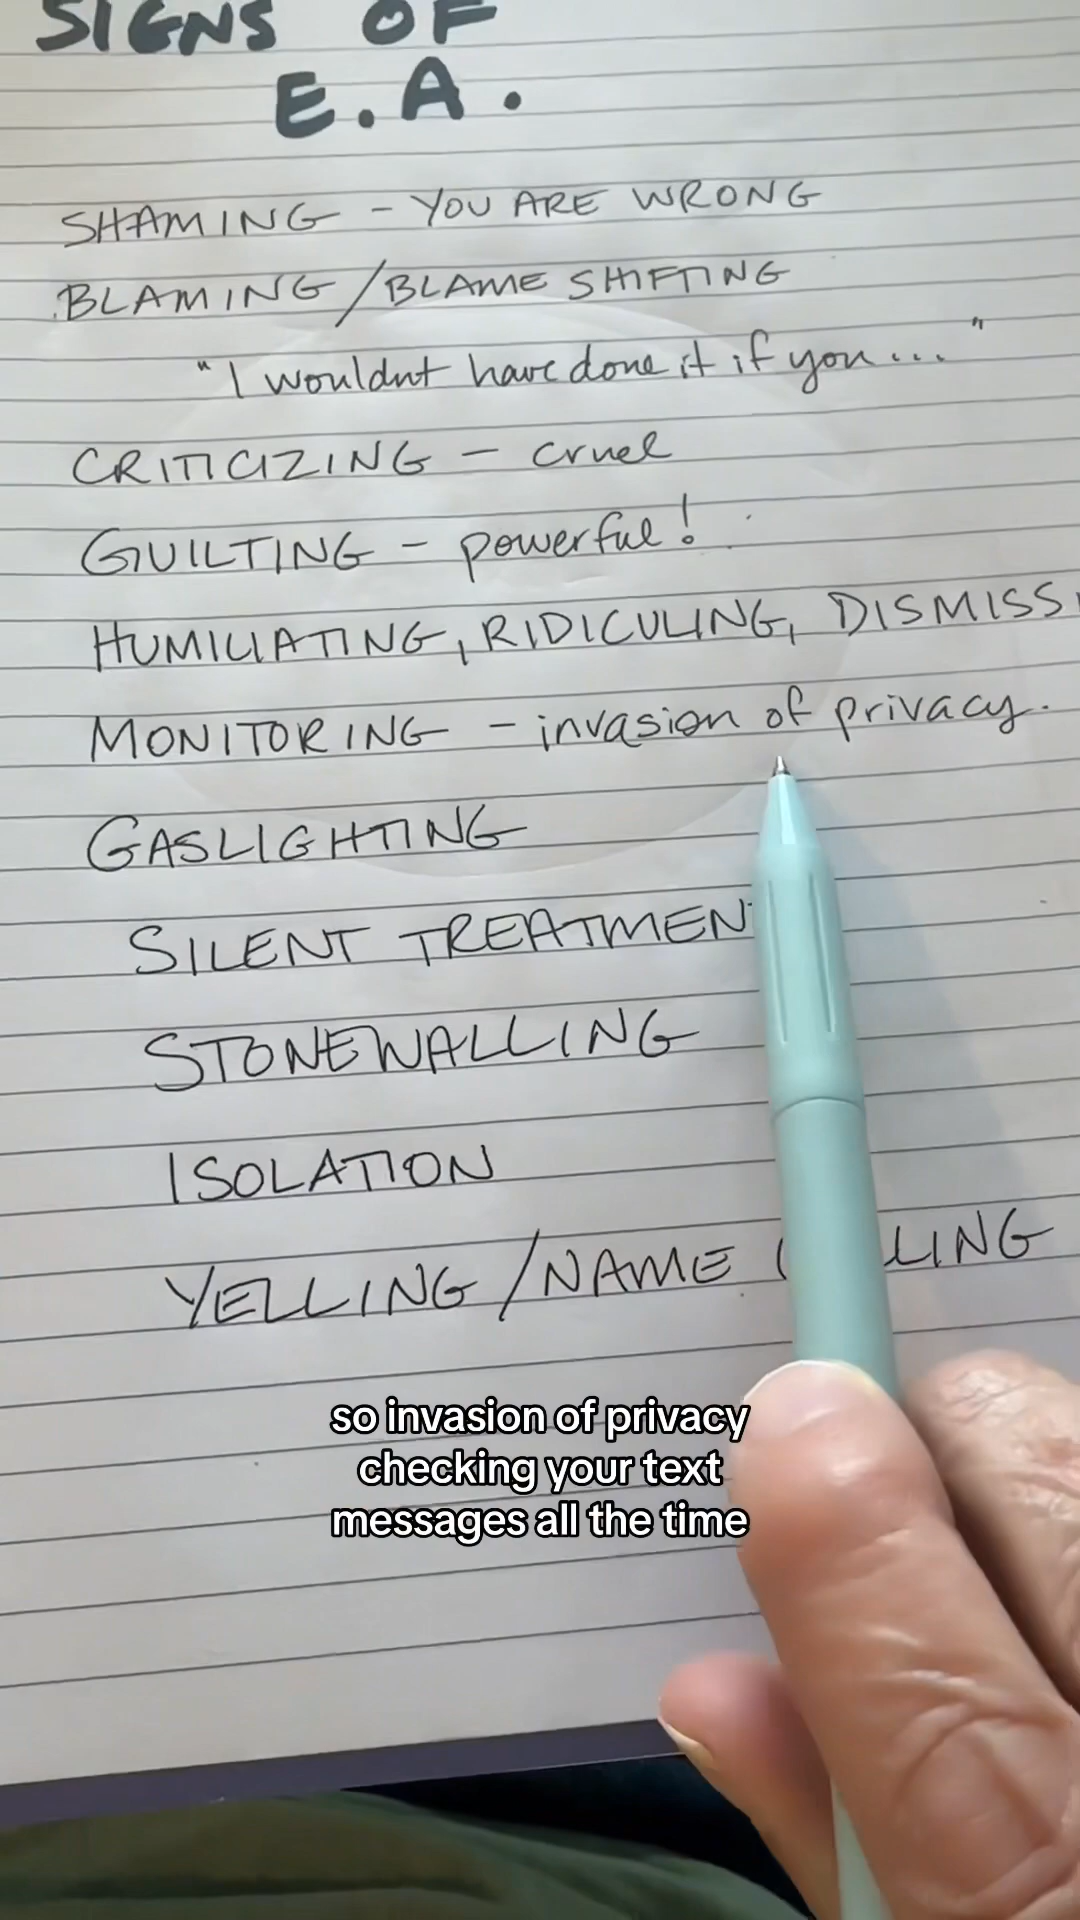 SIGNS OF
E.A.
SHAMING - YOU ARE WRONG
BLAMING/BLAME SHIFTING
"I wouldnt have done it if you..."
CRITICIZING - cruel
GUILTING - powerful!
HUMILIATING, RIDICULING, DISMISS
MONITORING - invasion of privacy.
GASLIGHTING
SILENT TREATMENT
STONEWALLING
ISOLATION
YELLING/NAME
so invasion of privacy
checking your text
messages all the time